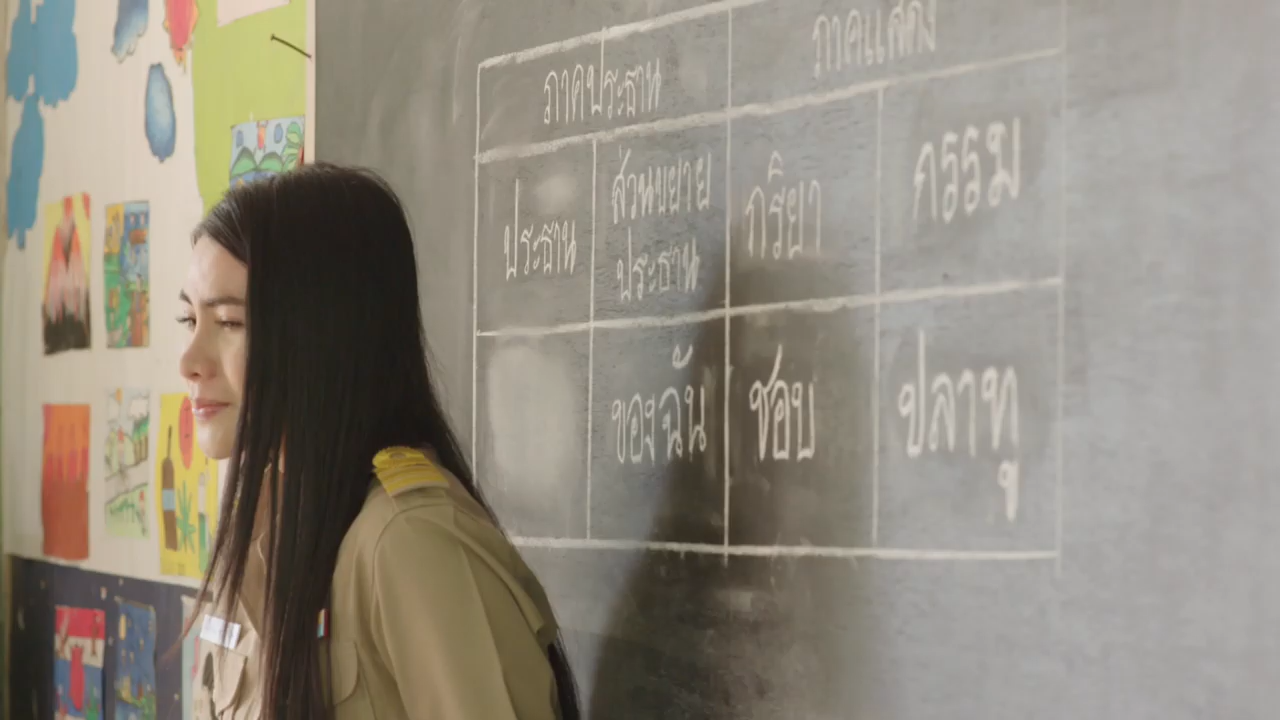 ภาคประธาน ภาคแสดง
ประธาน ส่วนขยาย กริยา กรรม
ประธาน
ของฉัน ชอบ ปลาทู